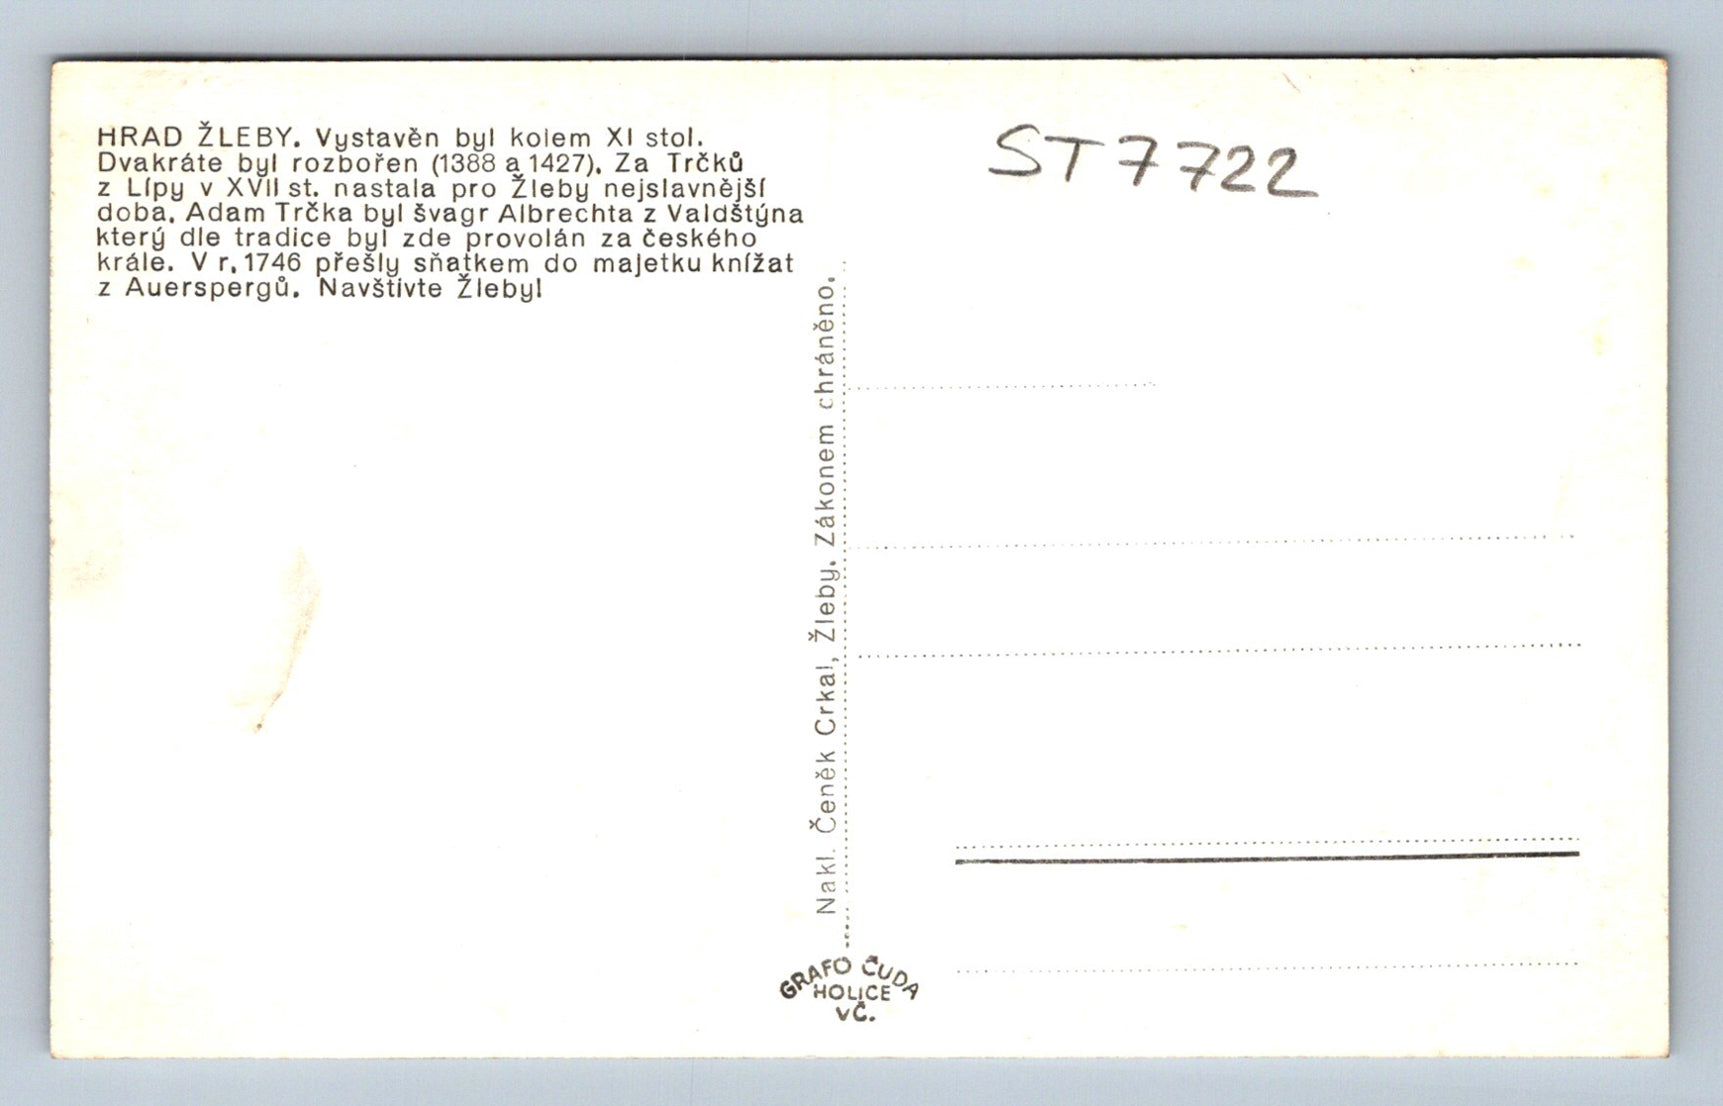 HRAD ŽLEBY. Vystavěn byl kolem XI stol.
Dvakráte byl rozbořen (1388 a 1427). Za Trčků
z Lípy v XVII st. nastala pro Žleby nejslavnější
doba. Adam Trčka byl švagr Albrechta z Valdštýna
který dle tradice byl zde provolán za českého
krále. V r. 1746 přešly sňatkem do majetku knížat
z Auerspergů. Navštivte Žleby!
ST7722
Nakl. Čeněk Crkal, Žleby. Zákonem chráněno.
GRAFO ČUDA
HOLICE
VČ.